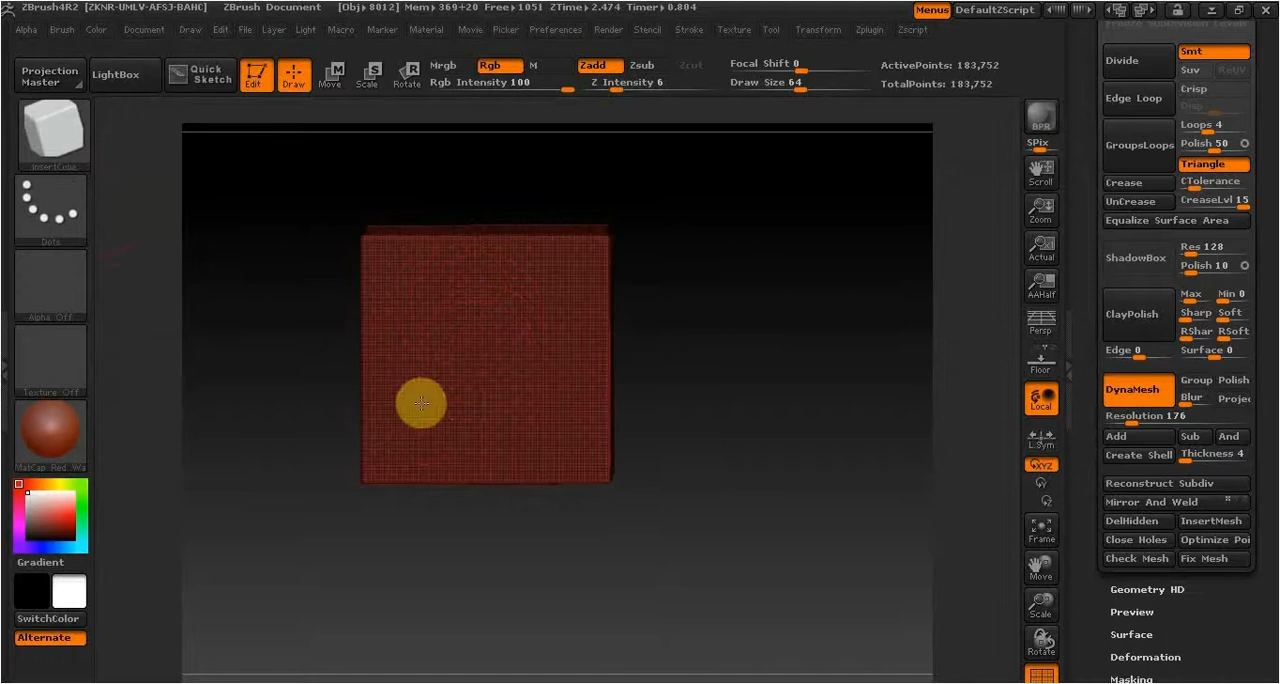 ZBrush4R2 [ZKNR-UMLV-AFSJ-BAHC] ZBrush Document [Obj▸8012] Mem▸369+20 Free▸1051 ZTime▸2.474 Timer▸0.804 Menus DefaultZScript
Alpha Brush Color Document Draw Edit File Layer Light Macro Marker Material Movie Picker Preferences Render Stencil Stroke Texture Tool Transform Zplugin Zscript
Projection Master
LightBox
Quick Sketch
Edit
Draw
Move
Scale
Rotate
Mrgb Rgb M
Rgb Intensity 100
Zadd Zsub Zcut
Z Intensity 6
Focal Shift 0
Draw Size 64
ActivePoints: 183,752
TotalPoints: 183,752
InsertCube
Dots
Alpha Off
Texture Off
MatCap Red Wa
Gradient
SwitchColor
Alternate
BPR
SPix
Scroll
Zoom
Actual
AAHalf
Persp
Floor
Local
L.Sym
XYZ
Y
Z
Frame
Move
Scale
Rotate
Freeze Subdivision Levels
Divide
Smt
Suv ReUV
Edge Loop
Crisp
Disp
GroupsLoops
Loops 4
Polish 50
Triangle
Crease CTolerance
UnCrease CreaseLvl 15
Equalize Surface Area
ShadowBox
Res 128
Polish 10
ClayPolish
Max Min 0
Sharp Soft
RShar RSoft
Edge 0 Surface 0
DynaMesh
Group Polish
Blur Projec
Resolution 176
Add Sub And
Create Shell Thickness 4
Reconstruct Subdiv
Mirror And Weld
DelHidden InsertMesh
Close Holes Optimize Poi
Check Mesh Fix Mesh
Geometry HD
Preview
Surface
Deformation
Masking